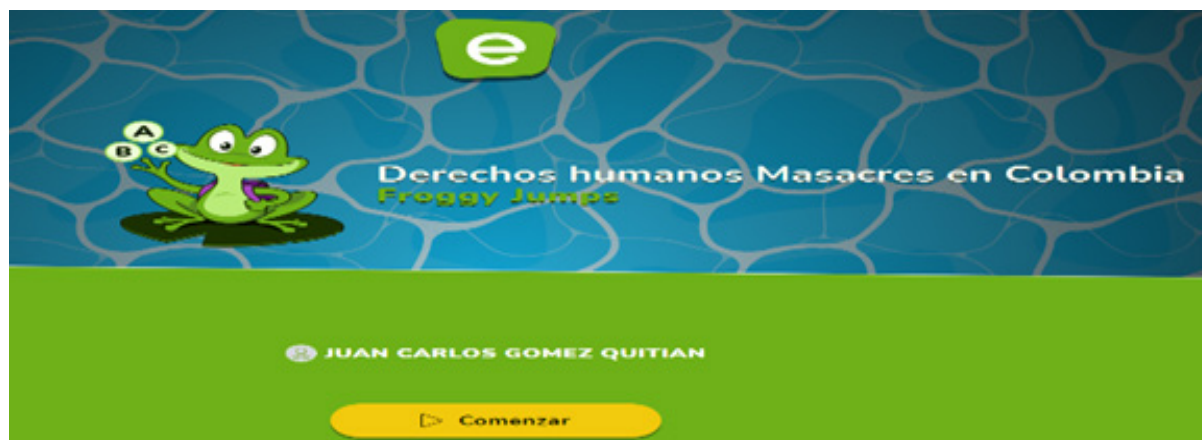 e
A
B C
Derechos humanos Masacres en Colombia
Froggy Jumps
JUAN CARLOS GOMEZ QUITIAN
Comenzar